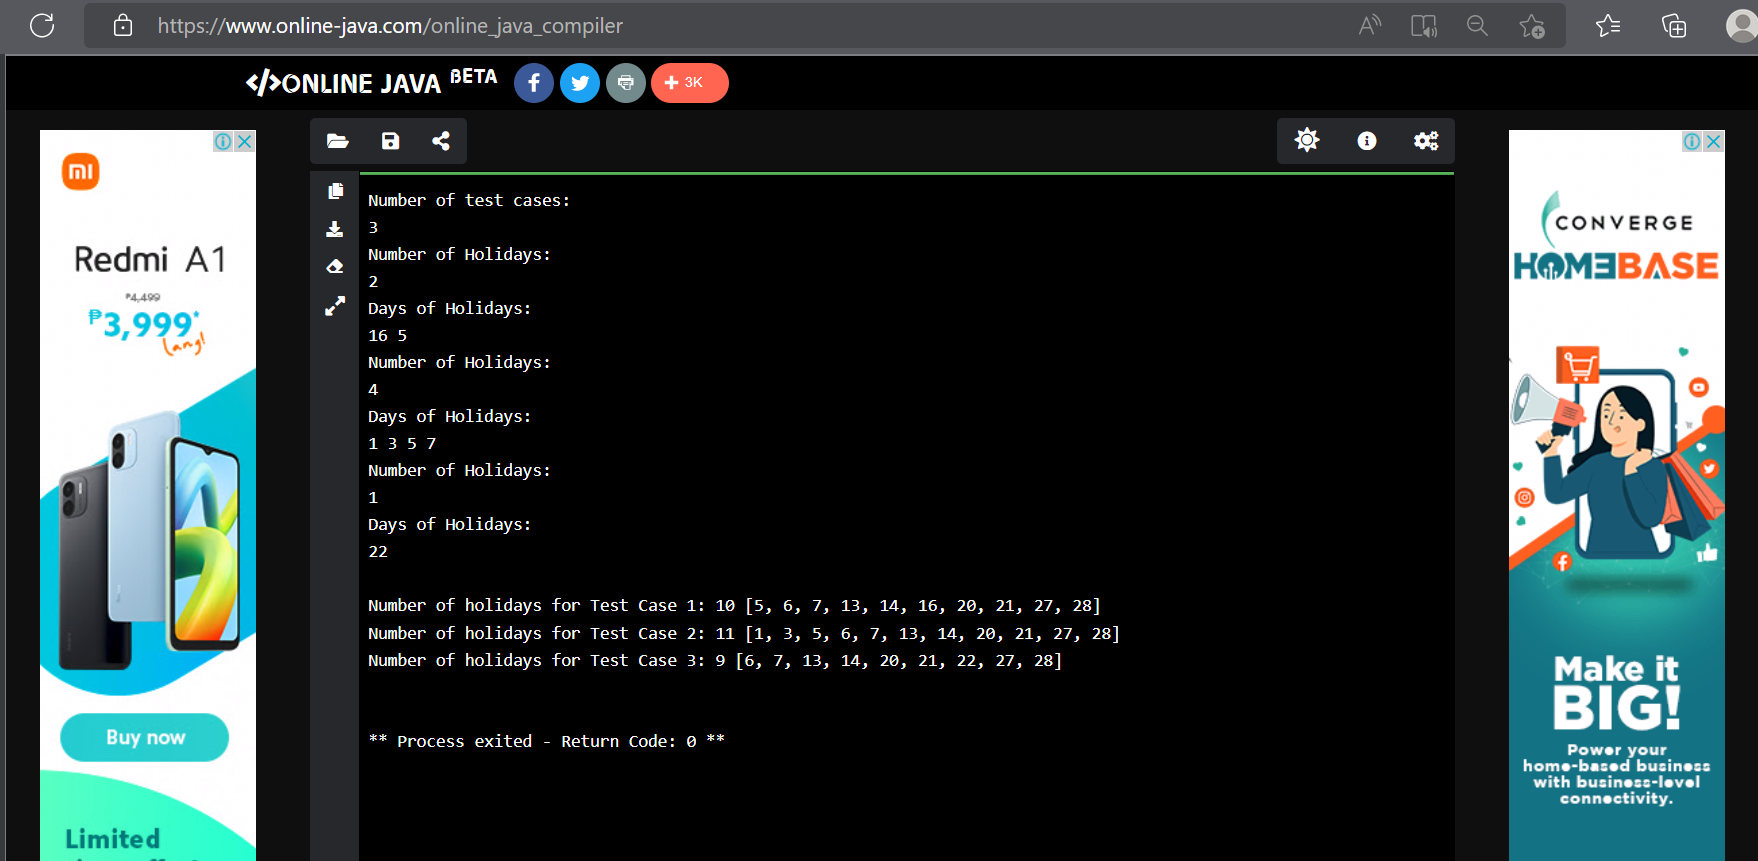 https://www.online-java.com/online_java_compiler
</>ONLINE JAVA BETA
3K
mi
Redmi A1
₱4,499
₱3,999*
lang!
Buy now
Limited
Number of test cases:
3
Number of Holidays:
2
Days of Holidays:
16 5
Number of Holidays:
4
Days of Holidays:
1 3 5 7
Number of Holidays:
1
Days of Holidays:
22
Number of holidays for Test Case 1: 10 [5, 6, 7, 13, 14, 16, 20, 21, 27, 28]
Number of holidays for Test Case 2: 11 [1, 3, 5, 6, 7, 13, 14, 20, 21, 27, 28]
Number of holidays for Test Case 3: 9 [6, 7, 13, 14, 20, 21, 22, 27, 28]
** Process exited - Return Code: 0 **
CONVERGE
HOMEBASE
Make it
BIG!
Power your
home-based business
with business-level
connectivity.